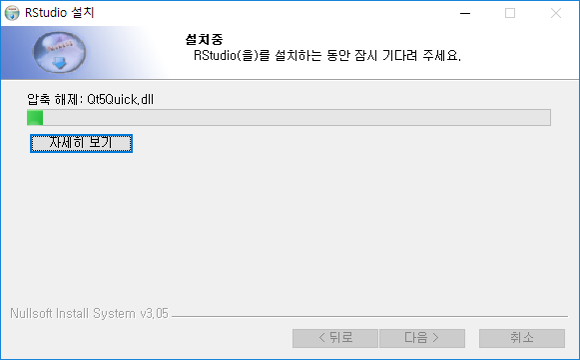 RStudio 설치
설치중
RStudio(을)를 설치하는 동안 잠시 기다려 주세요.
압축 해제: Qt5Quick.dll
자세히 보기
Nullsoft Install System v3.05
< 뒤로
다음 >
취소